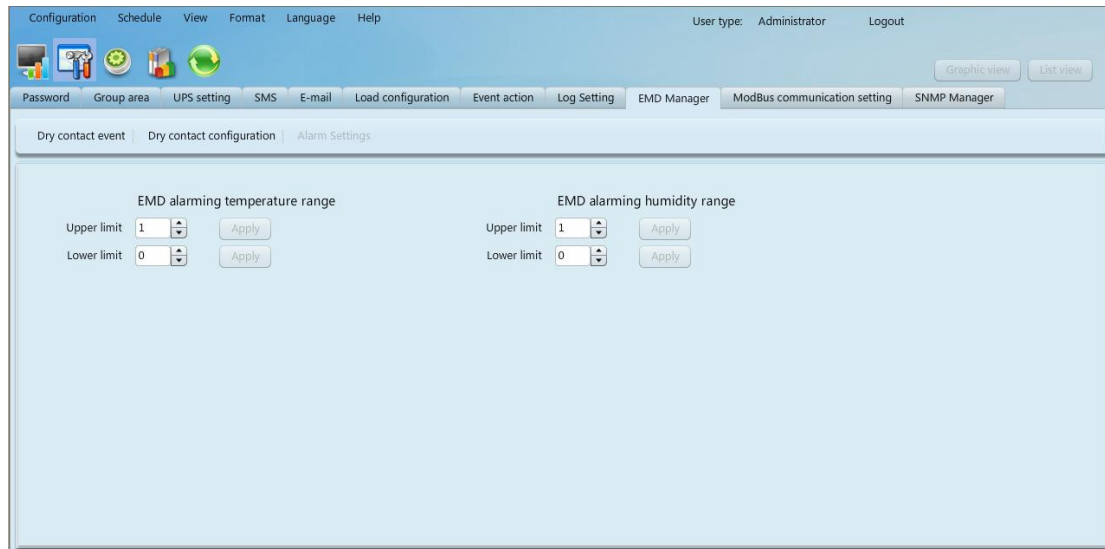 Configuration Schedule View Format Language Help User type: Administrator Logout
Graphic view List view
Password Group area UPS setting SMS E-mail Load configuration Event action Log Setting EMD Manager ModBus communication setting SNMP Manager
Dry contact event Dry contact configuration Alarm Settings
EMD alarming temperature range EMD alarming humidity range
Upper limit 1 Apply Upper limit 1 Apply
Lower limit 0 Apply Lower limit 0 Apply